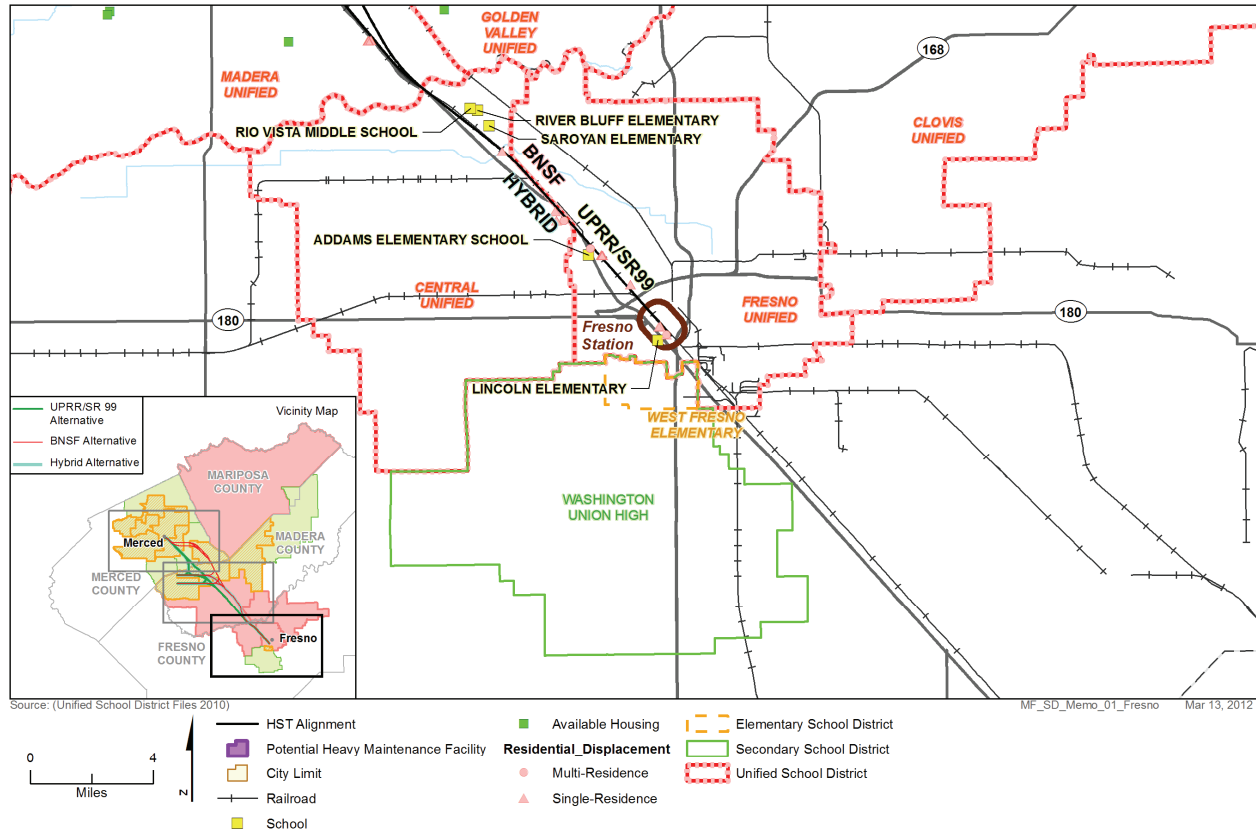 GOLDEN
VALLEY
UNIFIED
168
MADERA
UNIFIED
CLOVIS
UNIFIED
RIVER BLUFF ELEMENTARY
RIO VISTA MIDDLE SCHOOL
SAROYAN ELEMENTARY
BNSF
HYBRID
UPRR/SR99
ADDAMS ELEMENTARY SCHOOL
CENTRAL
UNIFIED
FRESNO
UNIFIED
180
180
Fresno
Station
LINCOLN ELEMENTARY
WEST FRESNO
ELEMENTARY
WASHINGTON
UNION HIGH
UPRR/SR 99
Alternative
BNSF Alternative
Hybrid Alternative
Vicinity Map
MARIPOSA
COUNTY
Merced
MADERA
COUNTY
MERCED
COUNTY
Fresno
FRESNO
COUNTY
Source: (Unified School District Files 2010)
MF_SD_Memo_01_Fresno Mar 13, 2012
0 4
Miles
Z
HST Alignment
Potential Heavy Maintenance Facility
City Limit
Railroad
School
Available Housing
Residential_Displacement
Multi-Residence
Single-Residence
Elementary School District
Secondary School District
Unified School District